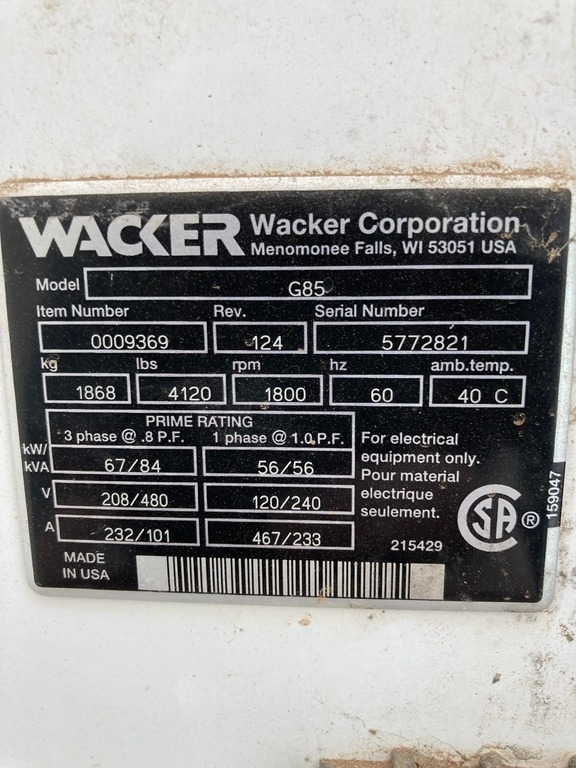 WACKER Wacker Corporation
Menomonee Falls, WI 53051 USA
Model G85
Item Number Rev. Serial Number
0009369 124 5772821
kg lbs rpm hz amb.temp.
1868 4120 1800 60 40 C
PRIME RATING
3 phase @ .8 P.F. 1 phase @ 1.0 P.F.
kW/kVA 67/84 56/56
V 208/480 120/240
A 232/101 467/233
For electrical
equipment only.
Pour material
electrique
seulement.
215429
SA ®
159047
MADE
IN USA